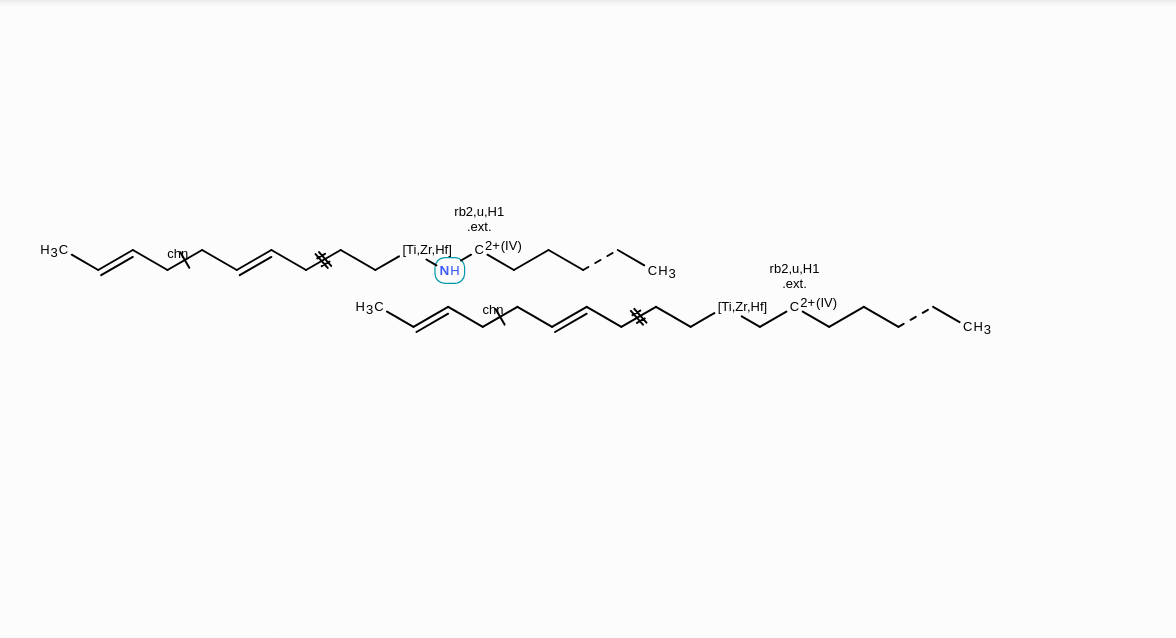 rb2,u,H1
.ext.
H3C chn [Ti,Zr,Hf] C2+(IV)
NH CH3
rb2,u,H1
.ext.
H3C chn [Ti,Zr,Hf] C2+(IV)
CH3